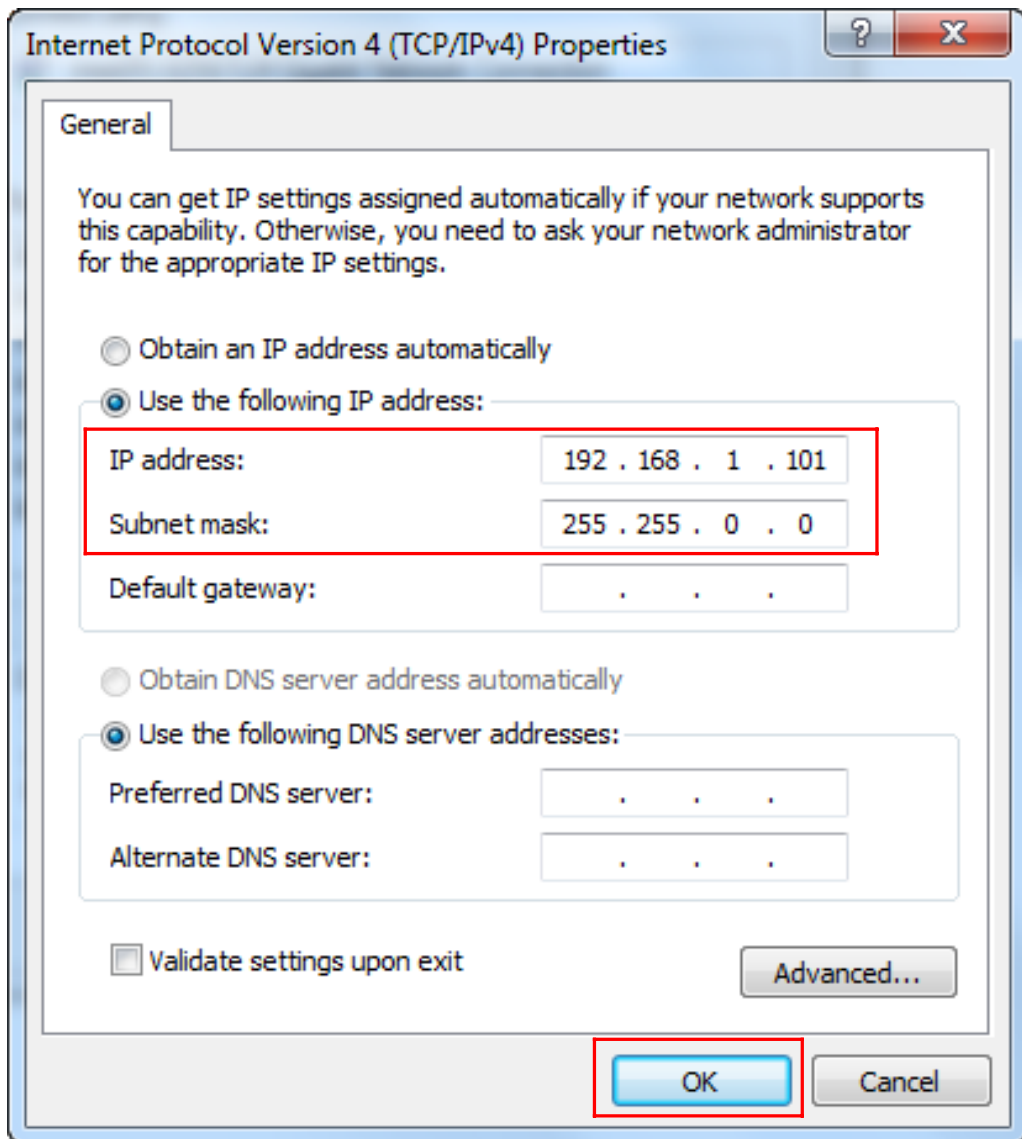 Internet Protocol Version 4 (TCP/IPv4) Properties
?
General
You can get IP settings assigned automatically if your network supports
this capability. Otherwise, you need to ask your network administrator
for the appropriate IP settings.
Obtain an IP address automatically
Use the following IP address:
IP address: 192 . 168 . 1 . 101
Subnet mask: 255 . 255 . 0 . 0
Default gateway: . . .
Obtain DNS server address automatically
Use the following DNS server addresses:
Preferred DNS server: . . .
Alternate DNS server: . . .
Validate settings upon exit
Advanced...
OK Cancel